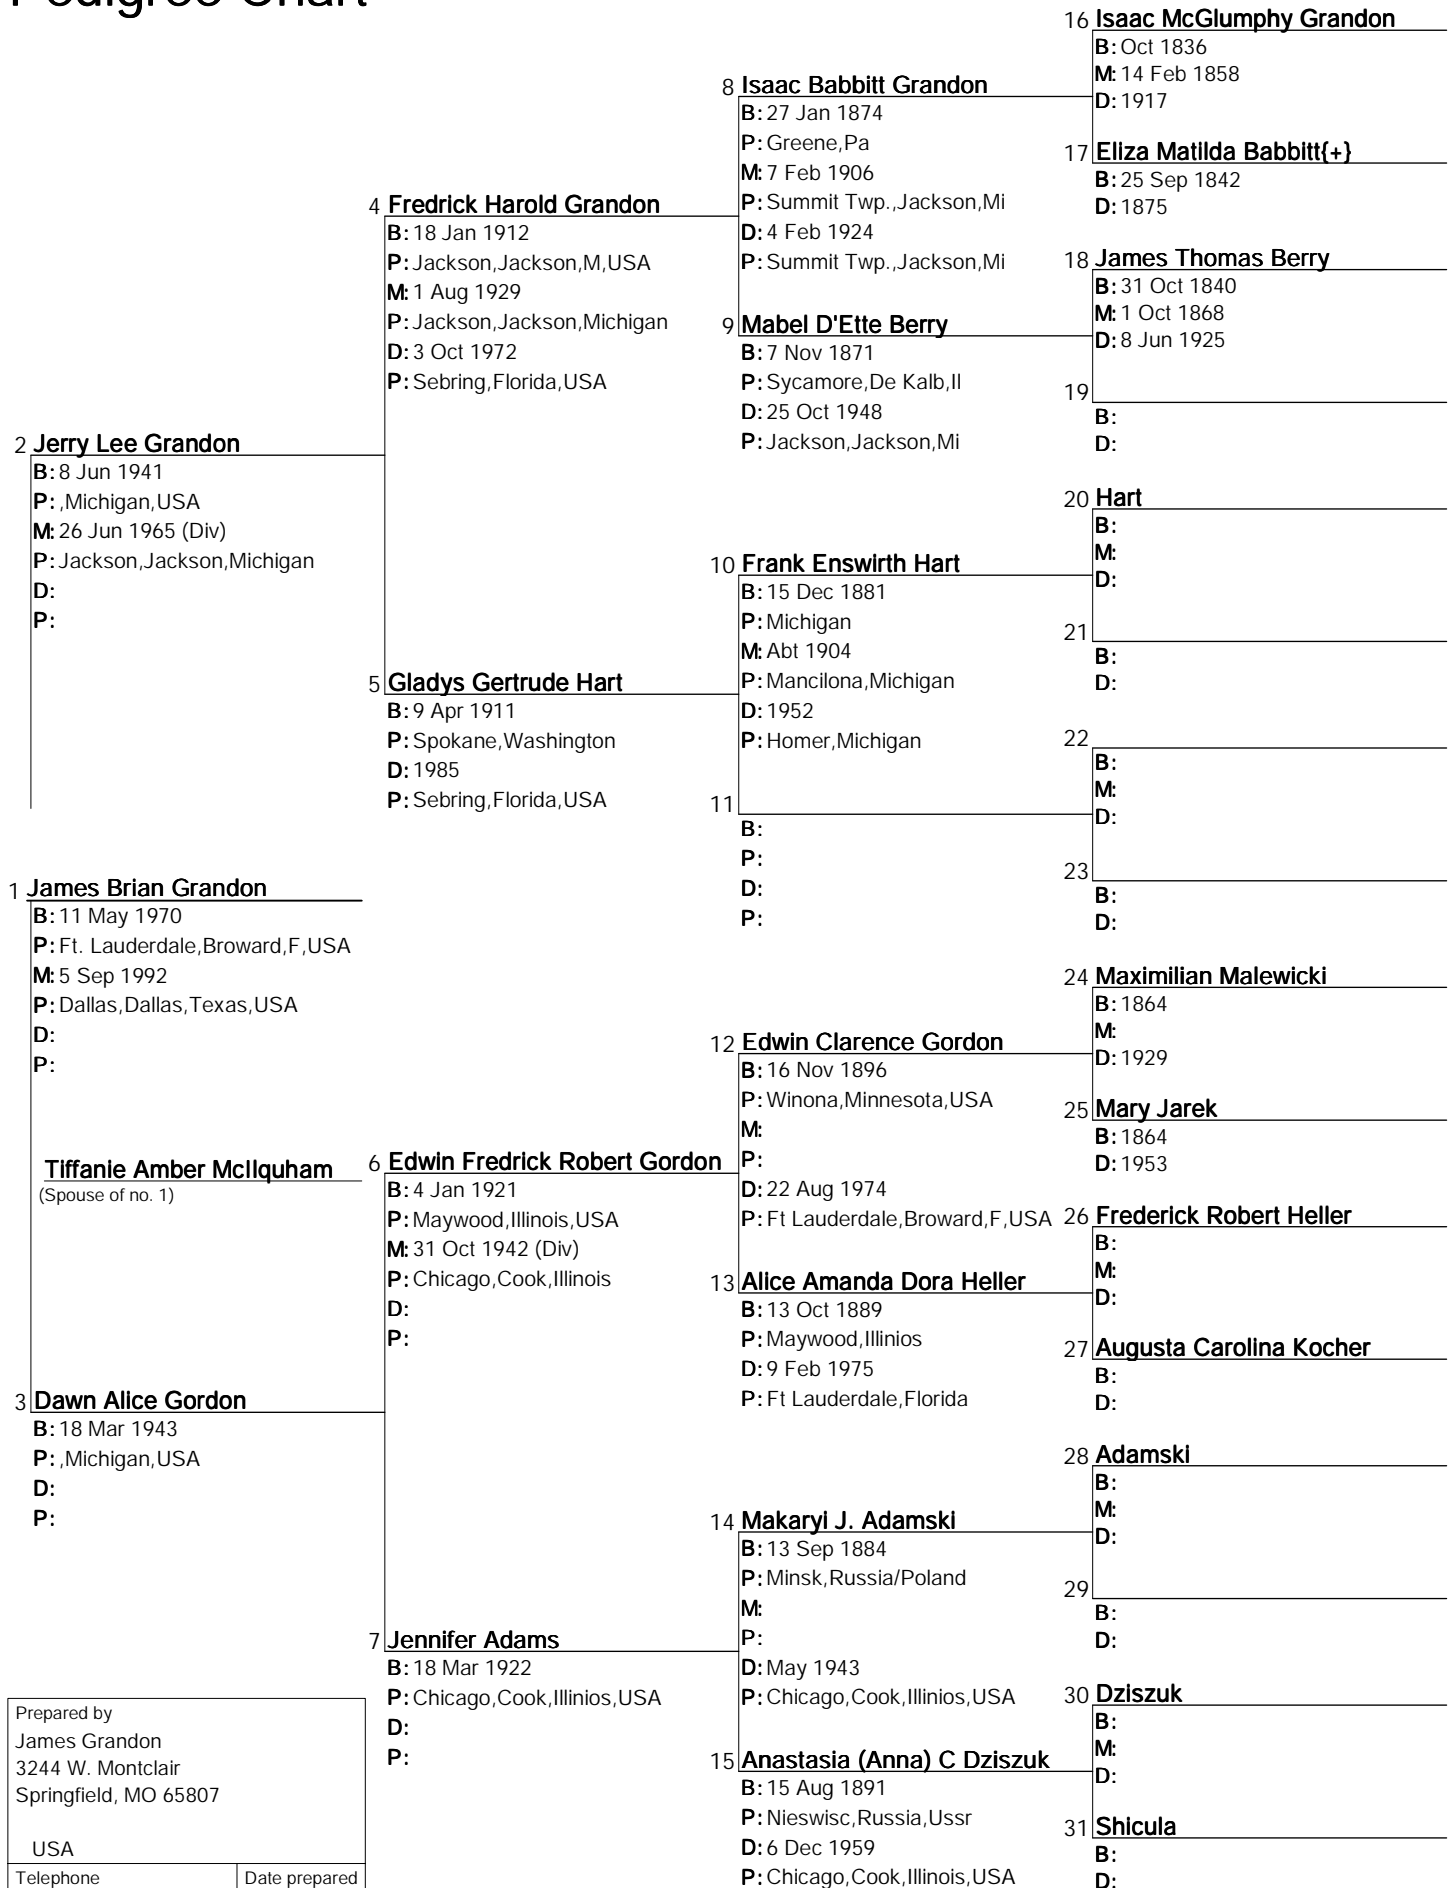 Pedigree Chart
16 Isaac McGlumphy Grandon
B: Oct 1836
M: 14 Feb 1858
D: 1917
8 Isaac Babbitt Grandon
B: 27 Jan 1874
P: Greene,Pa
M: 7 Feb 1906
P: Summit Twp.,Jackson,Mi
D: 4 Feb 1924
P: Summit Twp.,Jackson,Mi
17 Eliza Matilda Babbitt{+}
B: 25 Sep 1842
D: 1875
4 Fredrick Harold Grandon
B: 18 Jan 1912
P: Jackson,Jackson,M,USA
M: 1 Aug 1929
P: Jackson,Jackson,Michigan
D: 3 Oct 1972
P: Sebring,Florida,USA
18 James Thomas Berry
B: 31 Oct 1840
M: 1 Oct 1868
D: 8 Jun 1925
9 Mabel D'Ette Berry
B: 7 Nov 1871
P: Sycamore,De Kalb,Il
D: 25 Oct 1948
P: Jackson,Jackson,Mi
19
B:
D:
2 Jerry Lee Grandon
B: 8 Jun 1941
P: ,Michigan,USA
M: 26 Jun 1965 (Div)
P: Jackson,Jackson,Michigan
D:
P:
20 Hart
B:
M:
D:
10 Frank Enswirth Hart
B: 15 Dec 1881
P: Michigan
M: Abt 1904
P: Mancilona,Michigan
D: 1952
P: Homer,Michigan
21
B:
D:
5 Gladys Gertrude Hart
B: 9 Apr 1911
P: Spokane,Washington
D: 1985
P: Sebring,Florida,USA
22
B:
M:
D:
11
B:
P:
D:
P:
23
B:
D:
1 James Brian Grandon
B: 11 May 1970
P: Ft. Lauderdale,Broward,F,USA
M: 5 Sep 1992
P: Dallas,Dallas,Texas,USA
D:
P:
24 Maximilian Malewicki
B: 1864
M:
D: 1929
12 Edwin Clarence Gordon
B: 16 Nov 1896
P: Winona,Minnesota,USA
M:
P:
D: 22 Aug 1974
P: Ft Lauderdale,Broward,F,USA
25 Mary Jarek
B: 1864
D: 1953
Tiffanie Amber McIlquham
(Spouse of no. 1)
6 Edwin Fredrick Robert Gordon
B: 4 Jan 1921
P: Maywood,Illinois,USA
M: 31 Oct 1942 (Div)
P: Chicago,Cook,Illinois
D:
P:
26 Frederick Robert Heller
B:
M:
D:
13 Alice Amanda Dora Heller
B: 13 Oct 1889
P: Maywood,Illinios
D: 9 Feb 1975
P: Ft Lauderdale,Florida
27 Augusta Carolina Kocher
B:
D:
3 Dawn Alice Gordon
B: 18 Mar 1943
P: ,Michigan,USA
D:
P:
28 Adamski
B:
M:
D:
14 Makaryi J. Adamski
B: 13 Sep 1884
P: Minsk,Russia/Poland
M:
P:
D: May 1943
P: Chicago,Cook,Illinios,USA
29
B:
D:
7 Jennifer Adams
B: 18 Mar 1922
P: Chicago,Cook,Illinios,USA
D:
P:
30 Dziszuk
B:
M:
D:
15 Anastasia (Anna) C Dziszuk
B: 15 Aug 1891
P: Nieswisc,Russia,Ussr
D: 6 Dec 1959
P: Chicago,Cook,Illinois,USA
31 Shicula
B:
D:
Prepared by
James Grandon
3244 W. Montclair
Springfield, MO 65807
USA
Telephone
Date prepared